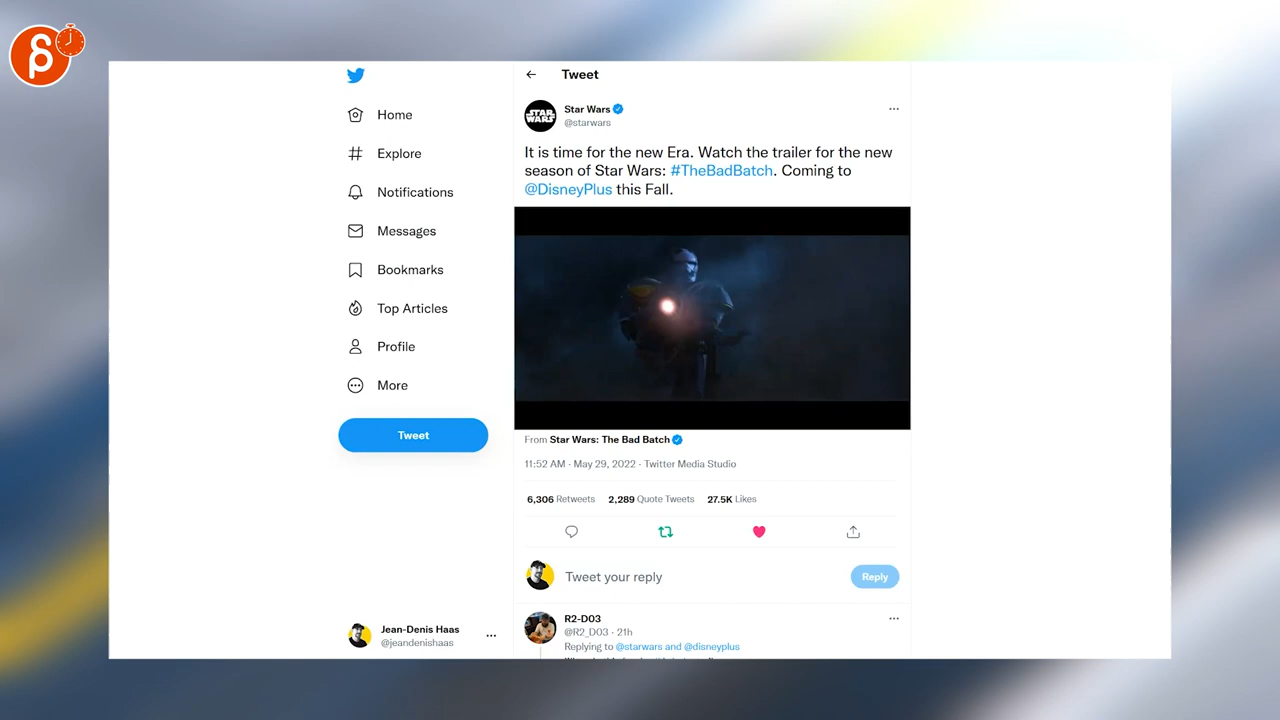 Tweet
Star Wars
@starwars
It is time for the new Era. Watch the trailer for the new
season of Star Wars: #TheBadBatch. Coming to
@DisneyPlus this Fall.
From Star Wars: The Bad Batch
11:52 AM · May 29, 2022 · Twitter Media Studio
6,306 Retweets 2,289 Quote Tweets 27.5K Likes
Tweet your reply
Reply
R2-D03
@R2_D03 · 21h
Replying to @starwars and @disneyplus
Home
Explore
Notifications
Messages
Bookmarks
Top Articles
Profile
More
Tweet
Jean-Denis Haas
@jeandenishaas
STAR
WARS